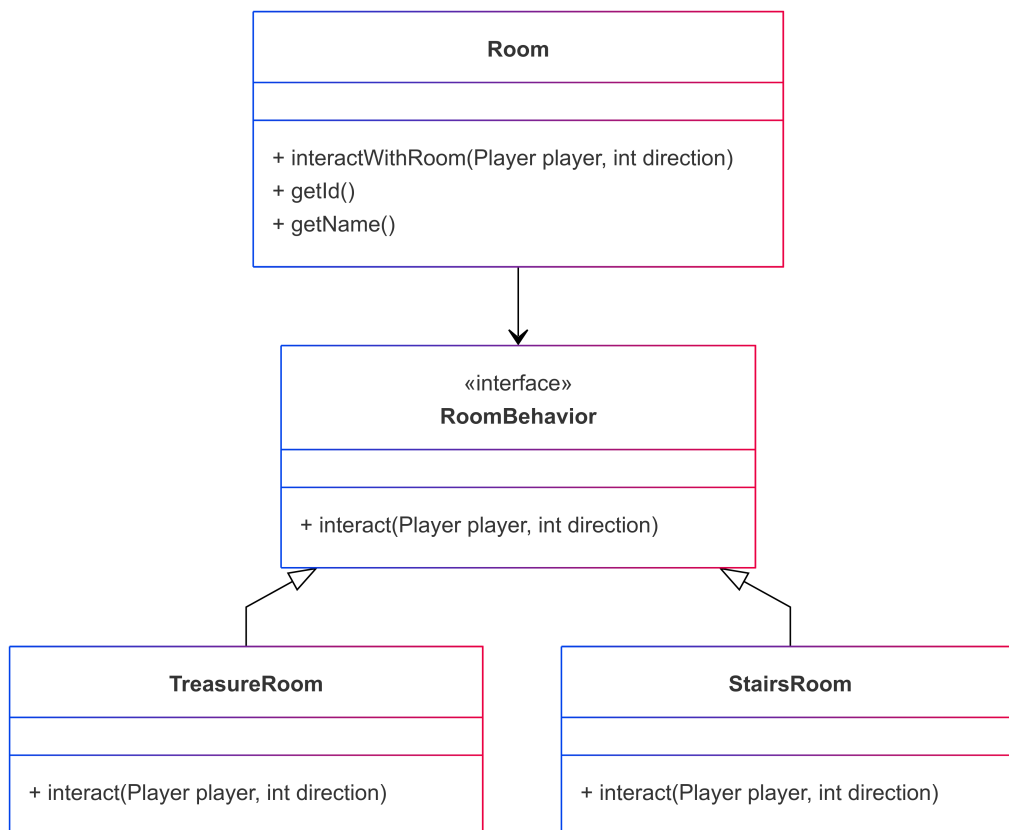 Room
+ interactWithRoom(Player player, int direction)
+ getId()
+ getName()
«interface»
RoomBehavior
+ interact(Player player, int direction)
TreasureRoom
+ interact(Player player, int direction)
StairsRoom
+ interact(Player player, int direction)